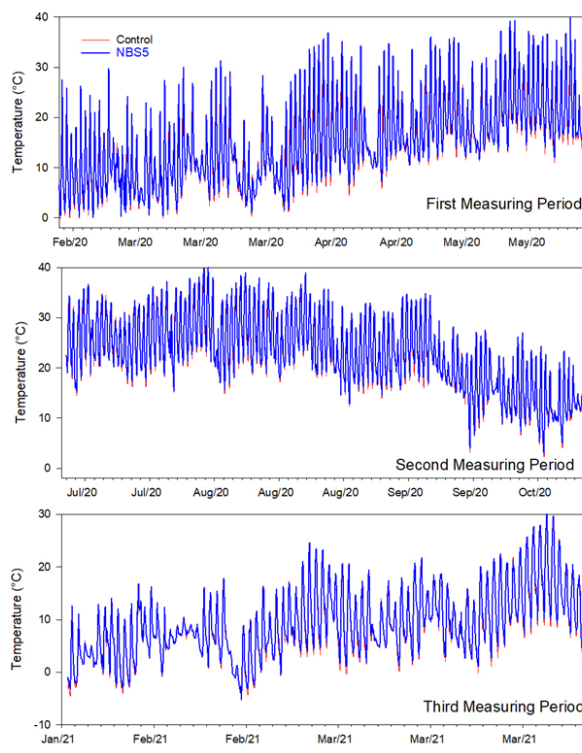 Control
NBS5
Temperature (°C)
40
30
20
10
0
First Measuring Period
Feb/20 Mar/20 Mar/20 Mar/20 Apr/20 Apr/20 May/20 May/20
Temperature (°C)
40
30
20
10
0
Second Measuring Period
Jul/20 Jul/20 Aug/20 Aug/20 Aug/20 Sep/20 Sep/20 Oct/20
Temperature (°C)
30
20
10
0
-10
Third Measuring Period
Jan/21 Feb/21 Feb/21 Mar/21 Mar/21 Mar/21